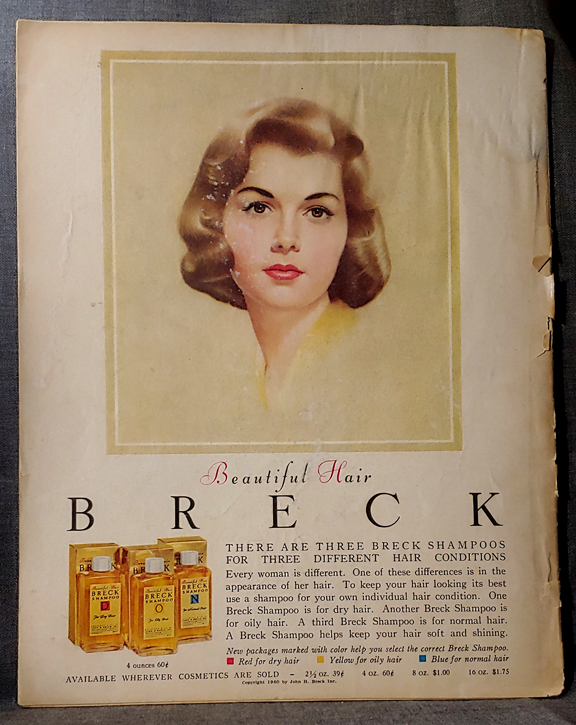 Beautiful Hair
BRECK
THERE ARE THREE BRECK SHAMPOOS
FOR THREE DIFFERENT HAIR CONDITIONS
Every woman is different. One of these differences is in the
appearance of her hair. To keep your hair looking its best
use a shampoo for your own individual hair condition. One
Breck Shampoo is for dry hair. Another Breck Shampoo is
for oily hair. A third Breck Shampoo is for normal hair.
A Breck Shampoo helps keep your hair soft and shining.
New packages marked with color help you select the correct Breck Shampoo.
Red for dry hair Yellow for oily hair Blue for normal hair
BRECK
SHAMPOO
D
BRECK
SHAMPOO
O
BRECK
SHAMPOO
N
4 ounces 60¢
AVAILABLE WHEREVER COSMETICS ARE SOLD – 2½ oz. 39¢ 4 oz. 60¢ 8 oz. $1.00 16 oz. $1.75
Copyright 1960 by John H. Breck Inc.